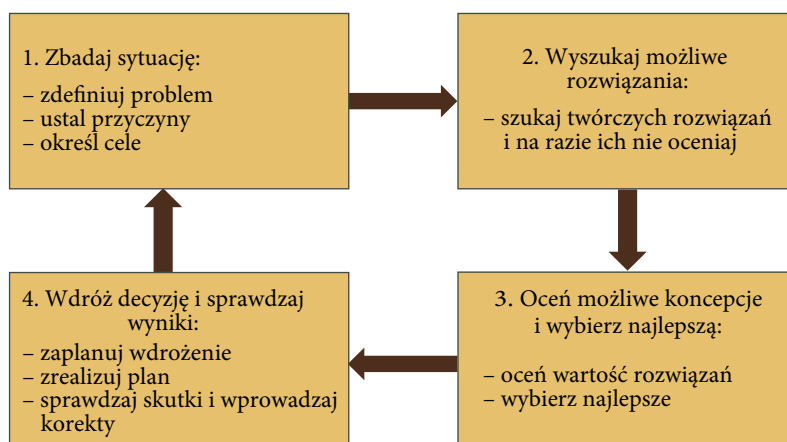 1. Zbadaj sytuację:
– zdefiniuj problem
– ustal przyczyny
– określ cele
2. Wyszukaj możliwe
rozwiązania:
– szukaj twórczych rozwiązań
i na razie ich nie oceniaj
3. Oceń możliwe koncepcje
i wybierz najlepszą:
– oceń wartość rozwiązań
– wybierz najlepsze
4. Wdróż decyzję i sprawdzaj
wyniki:
– zaplanuj wdrożenie
– zrealizuj plan
– sprawdzaj skutki i wprowadzaj
korekty